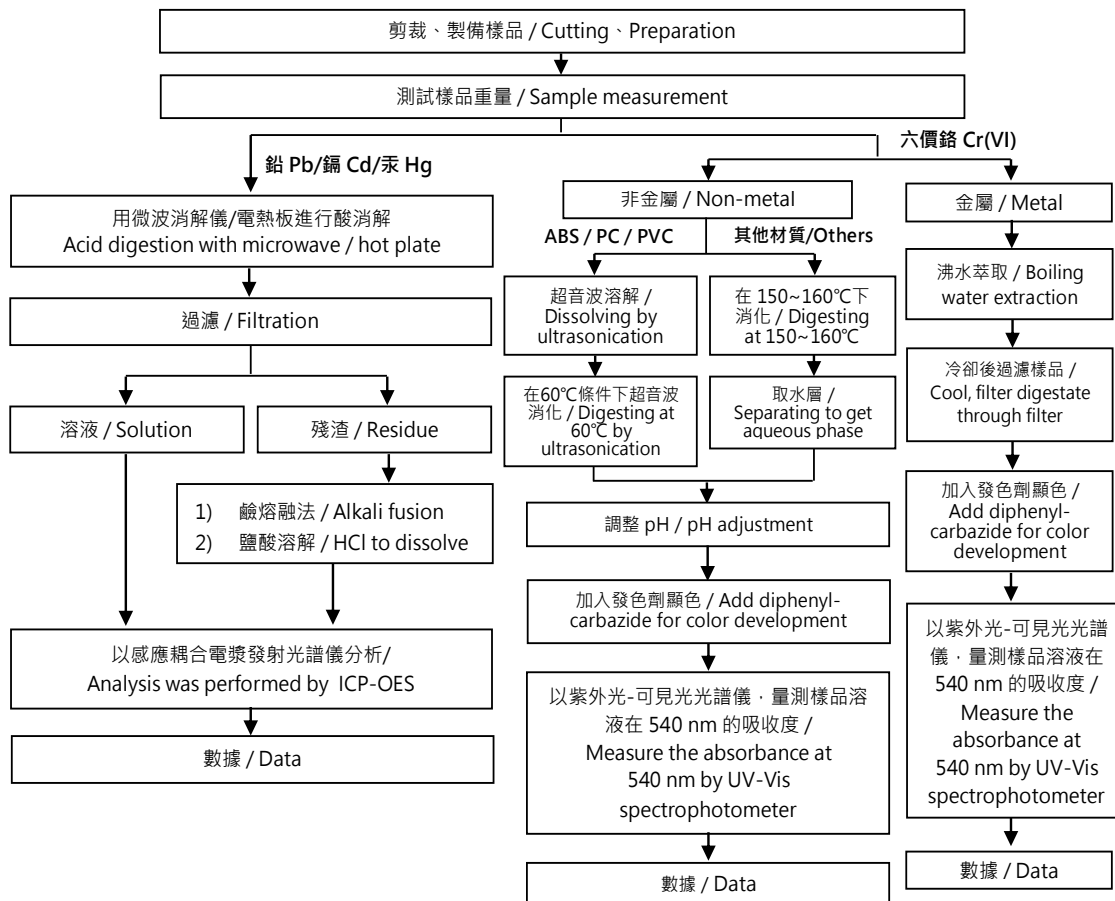 剪裁、製備樣品 / Cutting、Preparation
測試樣品重量 / Sample measurement
鉛 Pb/鎘 Cd/汞 Hg
用微波消解儀/電熱板進行酸消解
Acid digestion with microwave / hot plate
過濾 / Filtration
溶液 / Solution
殘渣 / Residue
1) 鹼熔融法 / Alkali fusion
2) 鹽酸溶解 / HCl to dissolve
以感應耦合電漿發射光譜儀分析/
Analysis was performed by ICP-OES
數據 / Data
六價鉻 Cr(VI)
非金屬 / Non-metal
ABS / PC / PVC
其他材質/Others
超音波溶解 /
Dissolving by
ultrasonication
在60℃條件下超音波
消化 / Digesting at
60℃ by
ultrasonication
在 150~160℃下
消化 / Digesting
at 150~160℃
取水層 /
Separating to get
aqueous phase
調整 pH / pH adjustment
加入發色劑顯色 / Add diphenyl-
carbazide for color development
以紫外光-可見光光譜儀，量測樣品溶
液在 540 nm 的吸收度 /
Measure the absorbance at
540 nm by UV-Vis
spectrophotometer
數據 / Data
金屬 / Metal
沸水萃取 / Boiling
water extraction
冷卻後過濾樣品 /
Cool, filter digestate
through filter
加入發色劑顯色 /
Add diphenyl-
carbazide for color
development
以紫外光-可見光光譜
儀，量測樣品溶液在
540 nm 的吸收度 /
Measure the
absorbance at
540 nm by UV-Vis
spectrophotometer
數據 / Data